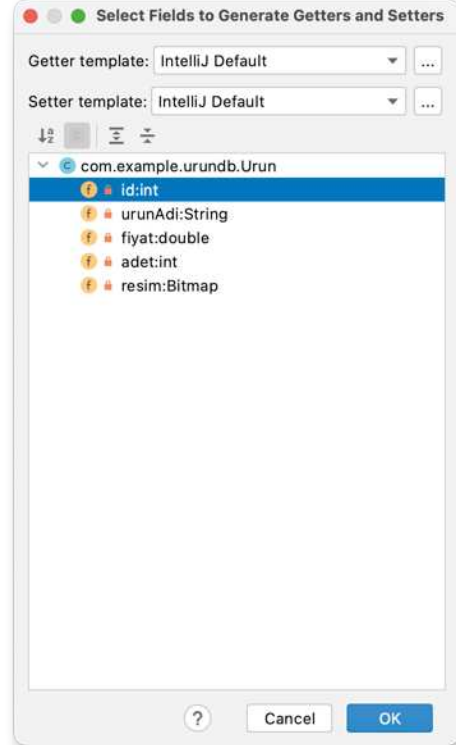 Select Fields to Generate Getters and Setters
Getter template: IntelliJ Default ...
Setter template: IntelliJ Default ...
com.example.urundb.Urun
id:int
urunAdi:String
fiyat:double
adet:int
resim:Bitmap
? Cancel OK